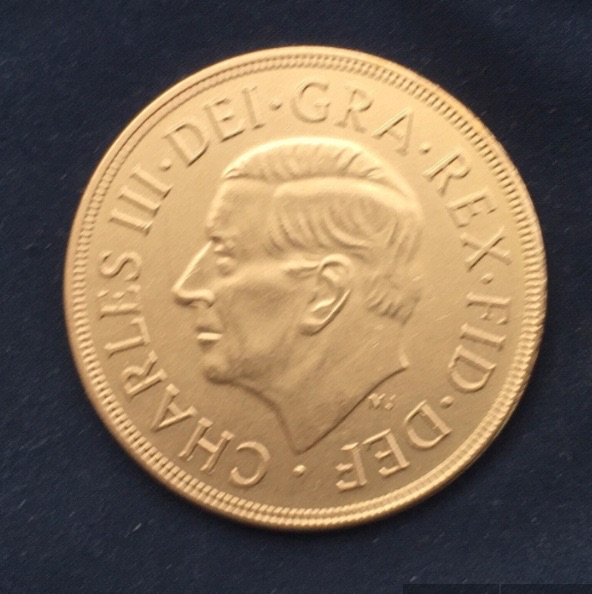 CHARLES III · DEI · GRA · REX · FID · DEF ·
MJ